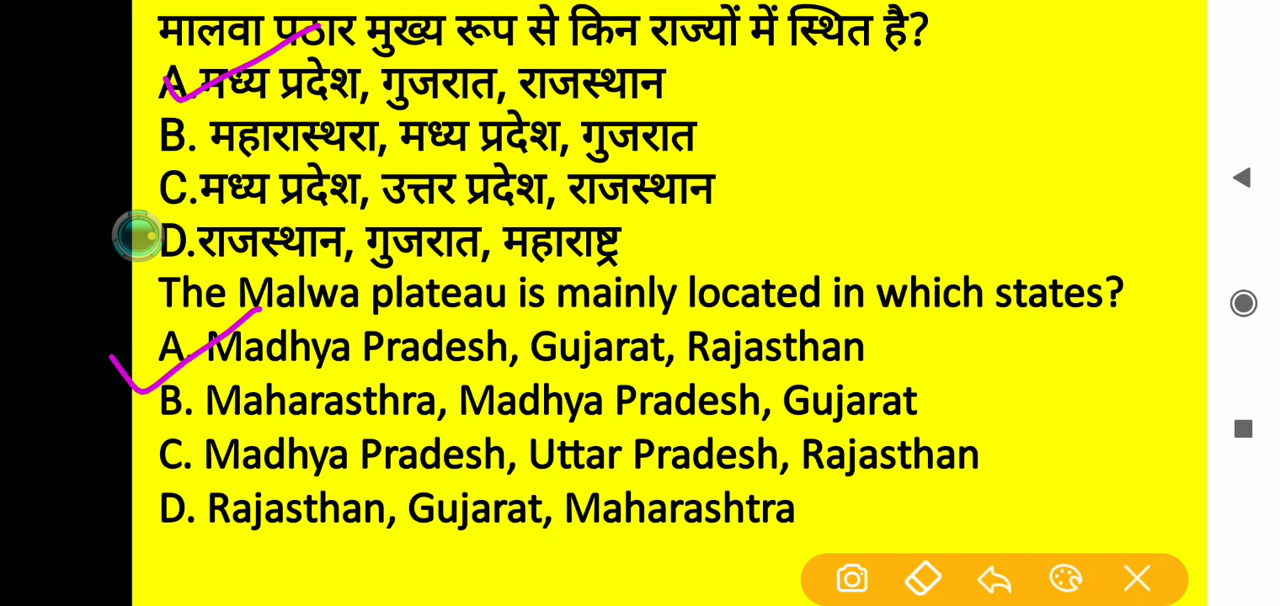 मालवा पठार मुख्य रूप से किन राज्यों में स्थित है?
A.मध्य प्रदेश, गुजरात, राजस्थान
B. महारास्थरा, मध्य प्रदेश, गुजरात
C.मध्य प्रदेश, उत्तर प्रदेश, राजस्थान
D.राजस्थान, गुजरात, महाराष्ट्र
The Malwa plateau is mainly located in which states?
A. Madhya Pradesh, Gujarat, Rajasthan
B. Maharasthra, Madhya Pradesh, Gujarat
C. Madhya Pradesh, Uttar Pradesh, Rajasthan
D. Rajasthan, Gujarat, Maharashtra